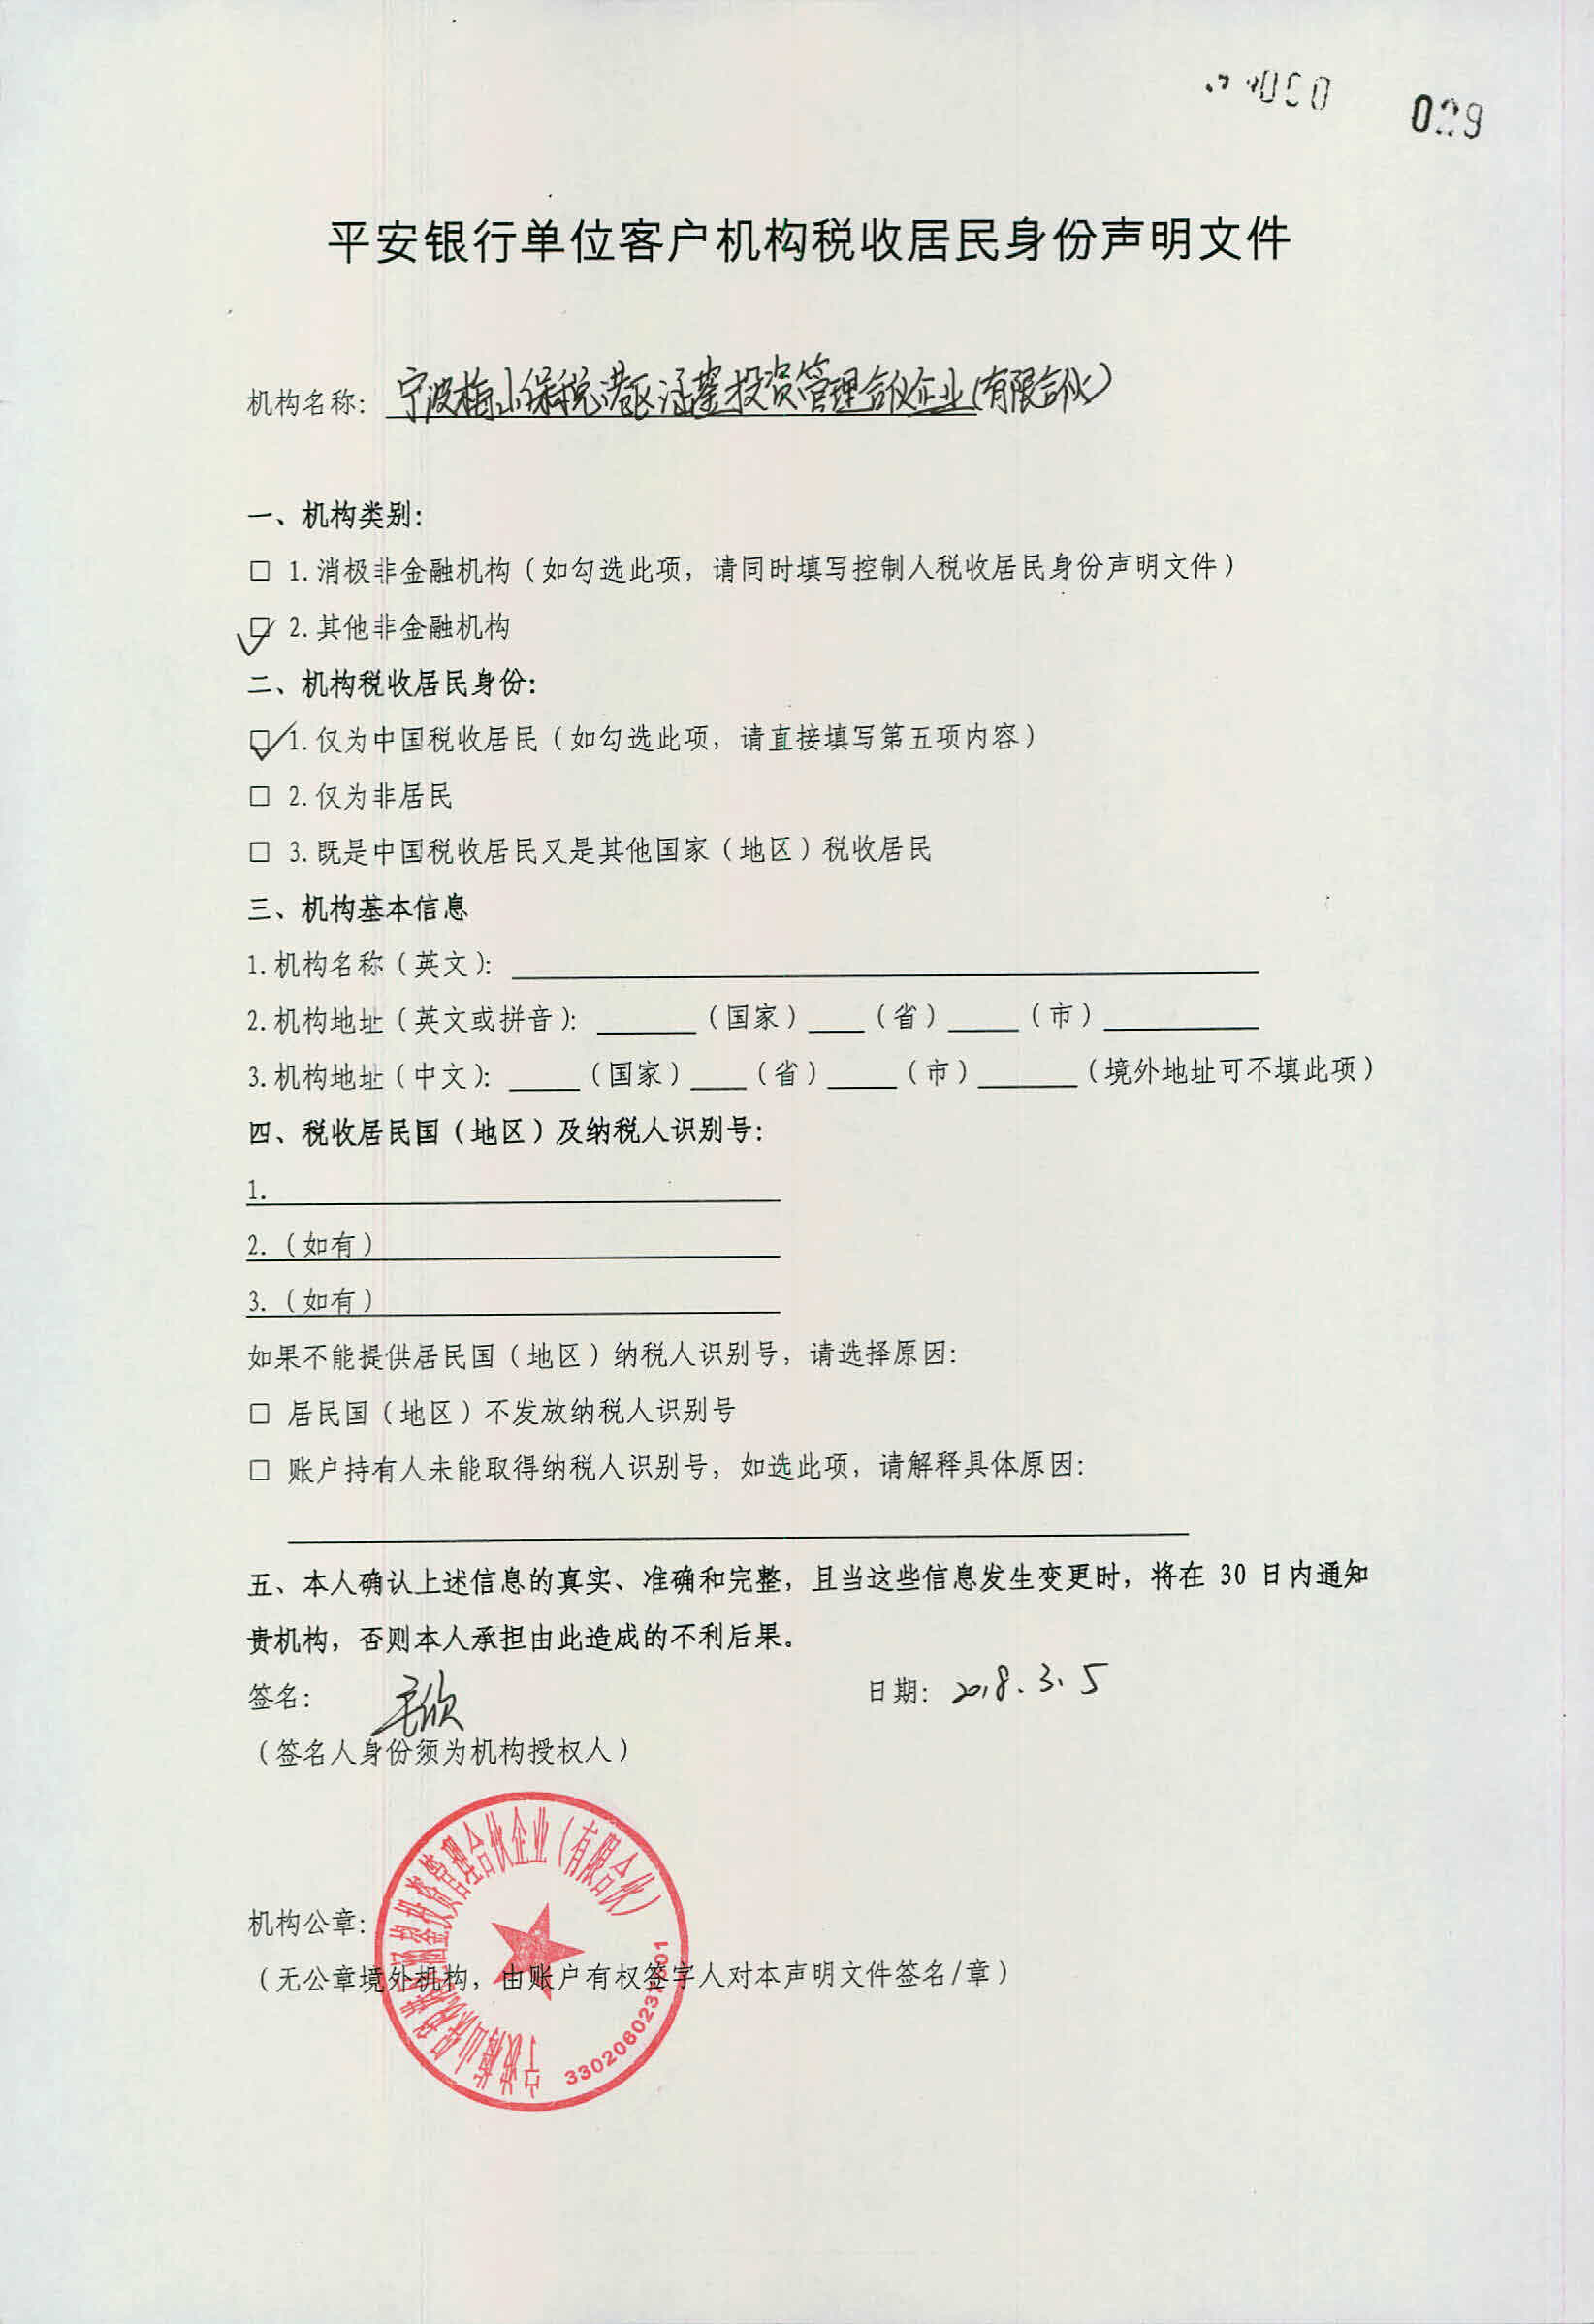 平安银行单位客户机构税收居民身份声明文件
机构名称: 宁波梅山保税港区涵鋆投资管理合伙企业(有限合伙)
一、机构类别:
□ 1.消极非金融机构(如勾选此项,请同时填写控制人税收居民身份声明文件)
☑ 2.其他非金融机构
二、机构税收居民身份:
☑ 1.仅为中国税收居民(如勾选此项,请直接填写第五项内容)
□ 2.仅为非居民
□ 3.既是中国税收居民又是其他国家(地区)税收居民
三、机构基本信息
1.机构名称(英文):
2.机构地址(英文或拼音): (国家) (省) (市)
3.机构地址(中文): (国家) (省) (市) (境外地址可不填此项)
四、税收居民国(地区)及纳税人识别号:
1.
2.(如有)
3.(如有)
如果不能提供居民国(地区)纳税人识别号,请选择原因:
□ 居民国(地区)不发放纳税人识别号
□ 账户持有人未能取得纳税人识别号,如选此项,请解释具体原因:
五、本人确认上述信息的真实、准确和完整,且当这些信息发生变更时,将在 30 日内通知
贵机构,否则本人承担由此造成的不利后果。
签名: 日期: 2018.3.5
(签名人身份须为机构授权人)
机构公章:
(无公章境外机构,由账户有权签字人对本声明文件签名/章)
宁波梅山保税港区涵鋆投资管理合伙企业(有限合伙)